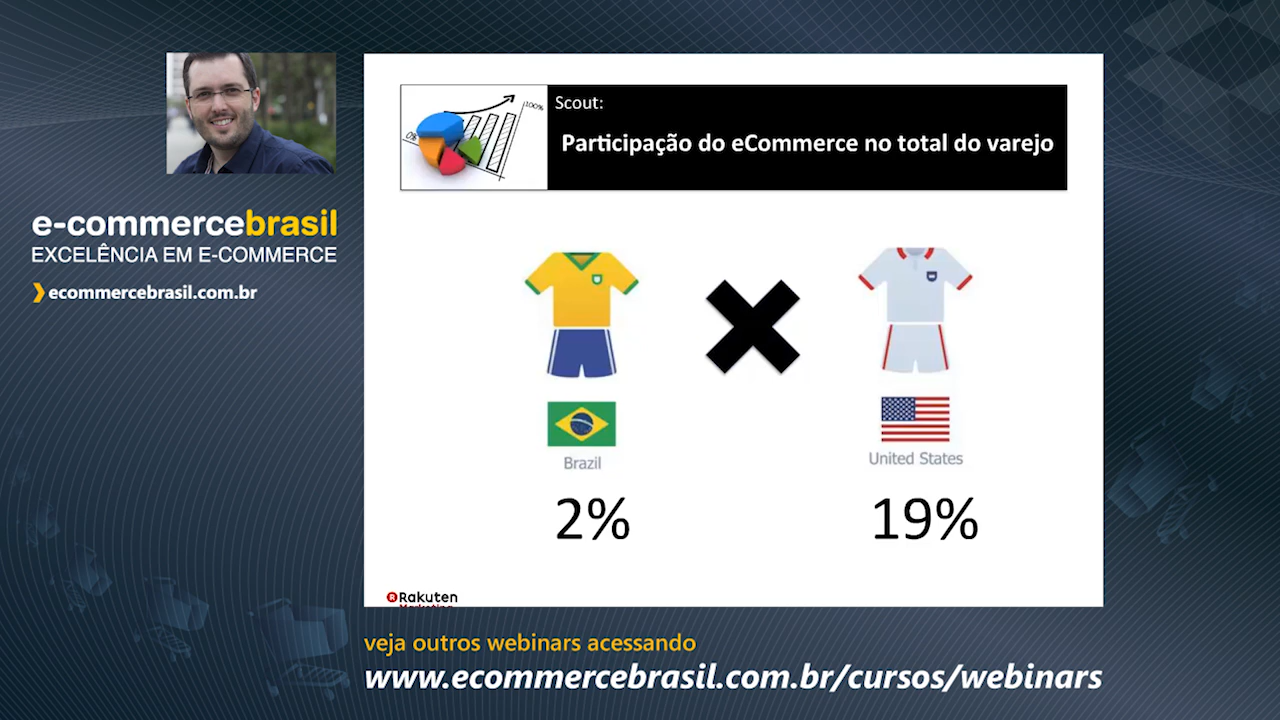 e-commercebrasil
EXCELÊNCIA EM E-COMMERCE
ecommercebrasil.com.br
0%
100%
Scout:
Participação do eCommerce no total do varejo
Brazil
United States
2%
19%
R Rakuten
Marketing
veja outros webinars acessando
www.ecommercebrasil.com.br/cursos/webinars